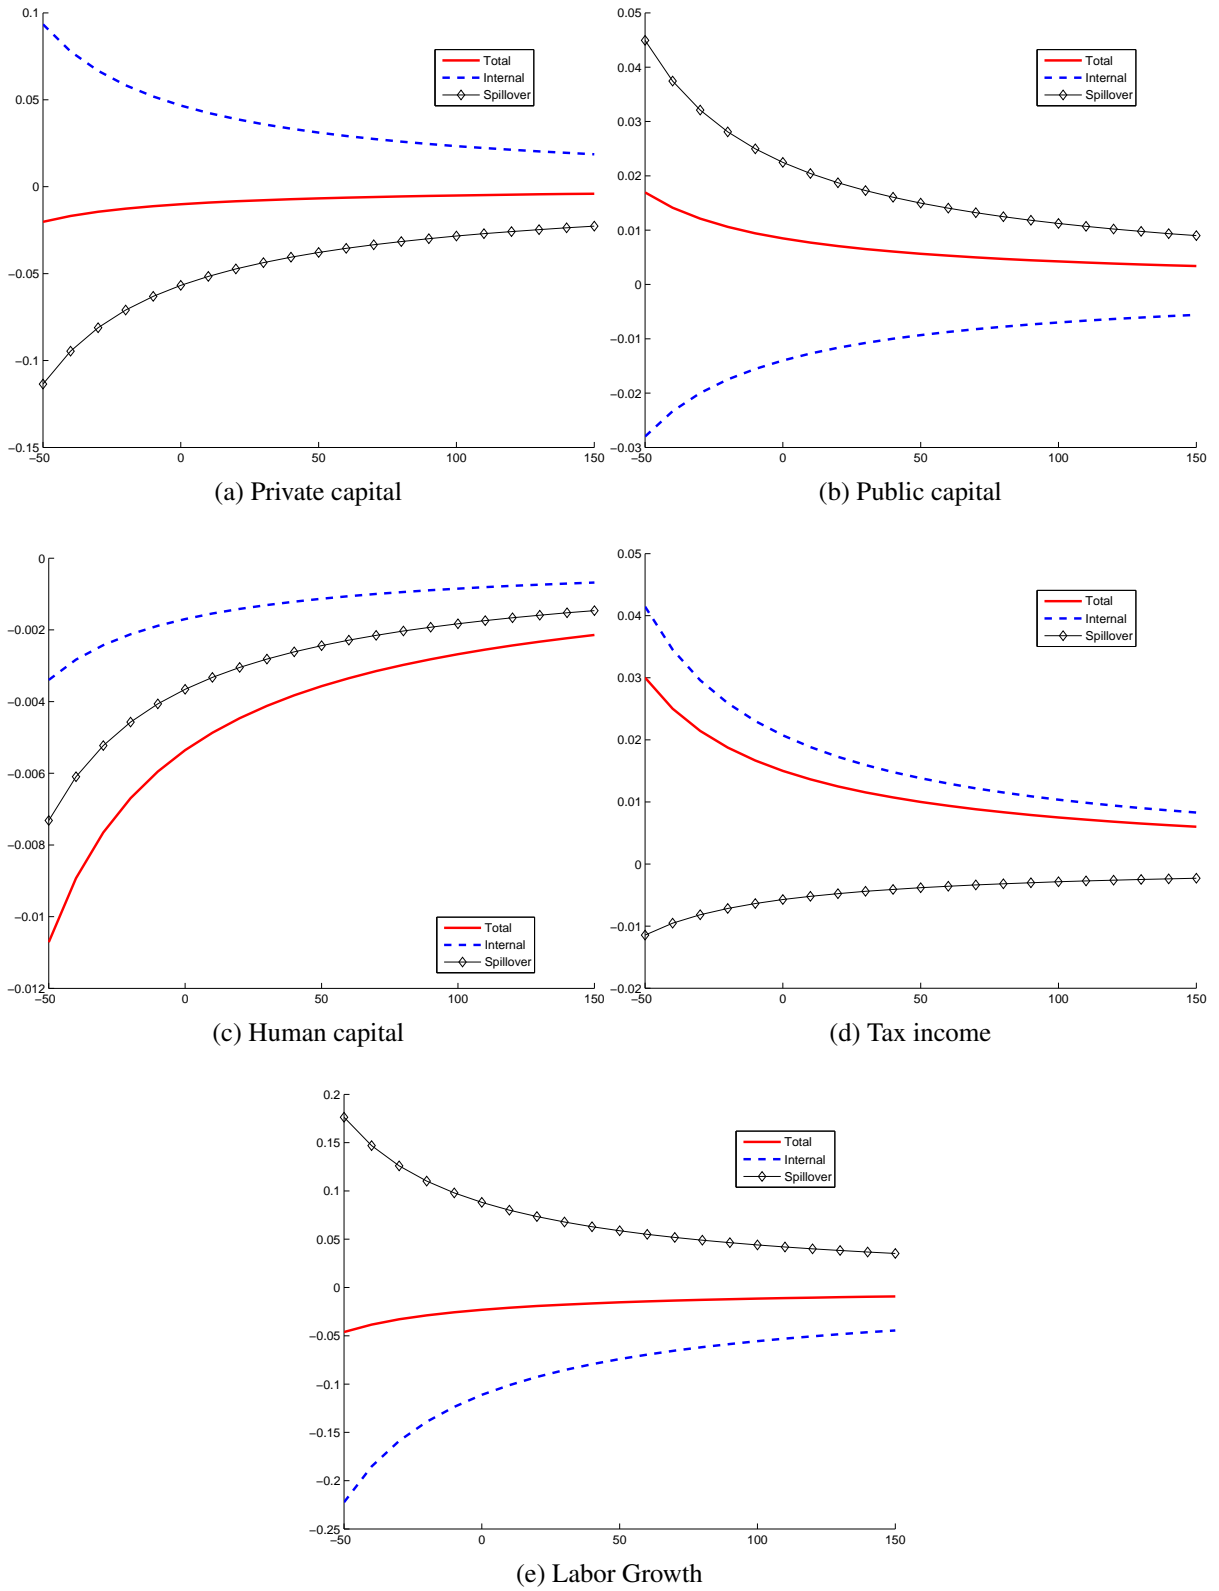 0.1
0.05
0
−0.05
−0.1
−0.15
−50 0 50 100 150
Total
Internal
Spillover
(a) Private capital
0.05
0.04
0.03
0.02
0.01
0
−0.01
−0.02
−0.03
−50 0 50 100 150
Total
Internal
Spillover
(b) Public capital
0
−0.002
−0.004
−0.006
−0.008
−0.01
−0.012
−50 0 50 100 150
Total
Internal
Spillover
(c) Human capital
0.05
0.04
0.03
0.02
0.01
0
−0.01
−0.02
−50 0 50 100 150
Total
Internal
Spillover
(d) Tax income
0.2
0.15
0.1
0.05
0
−0.05
−0.1
−0.15
−0.2
−0.25
−50 0 50 100 150
Total
Internal
Spillover
(e) Labor Growth